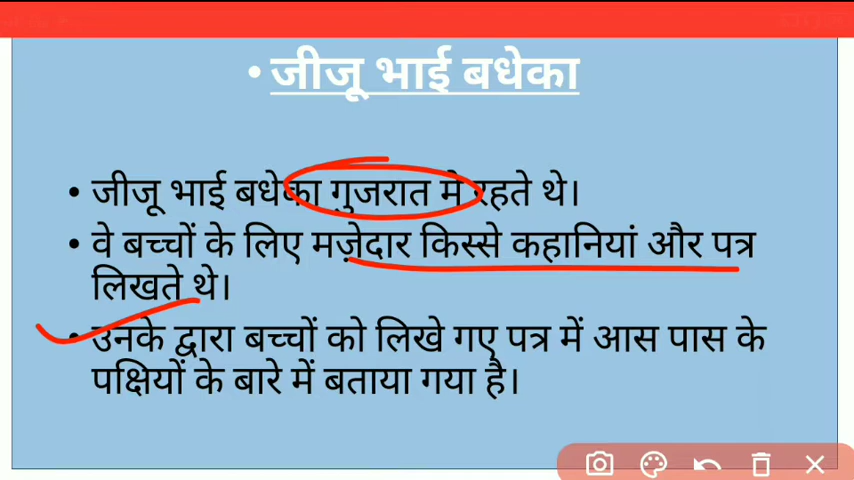 • जीजू भाई बधेका
• जीजू भाई बधेका गुजरात मे रहते थे।
• वे बच्चों के लिए मज़ेदार किस्से कहानियां और पत्र
लिखते थे।
• उनके द्वारा बच्चों को लिखे गए पत्र में आस पास के
पक्षियों के बारे में बताया गया है।